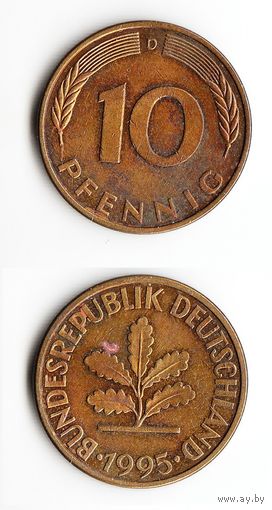 D
10
PFENNIG
BUNDESREPUBLIK DEUTSCHLAND
· 1995 ·
www.ay.by